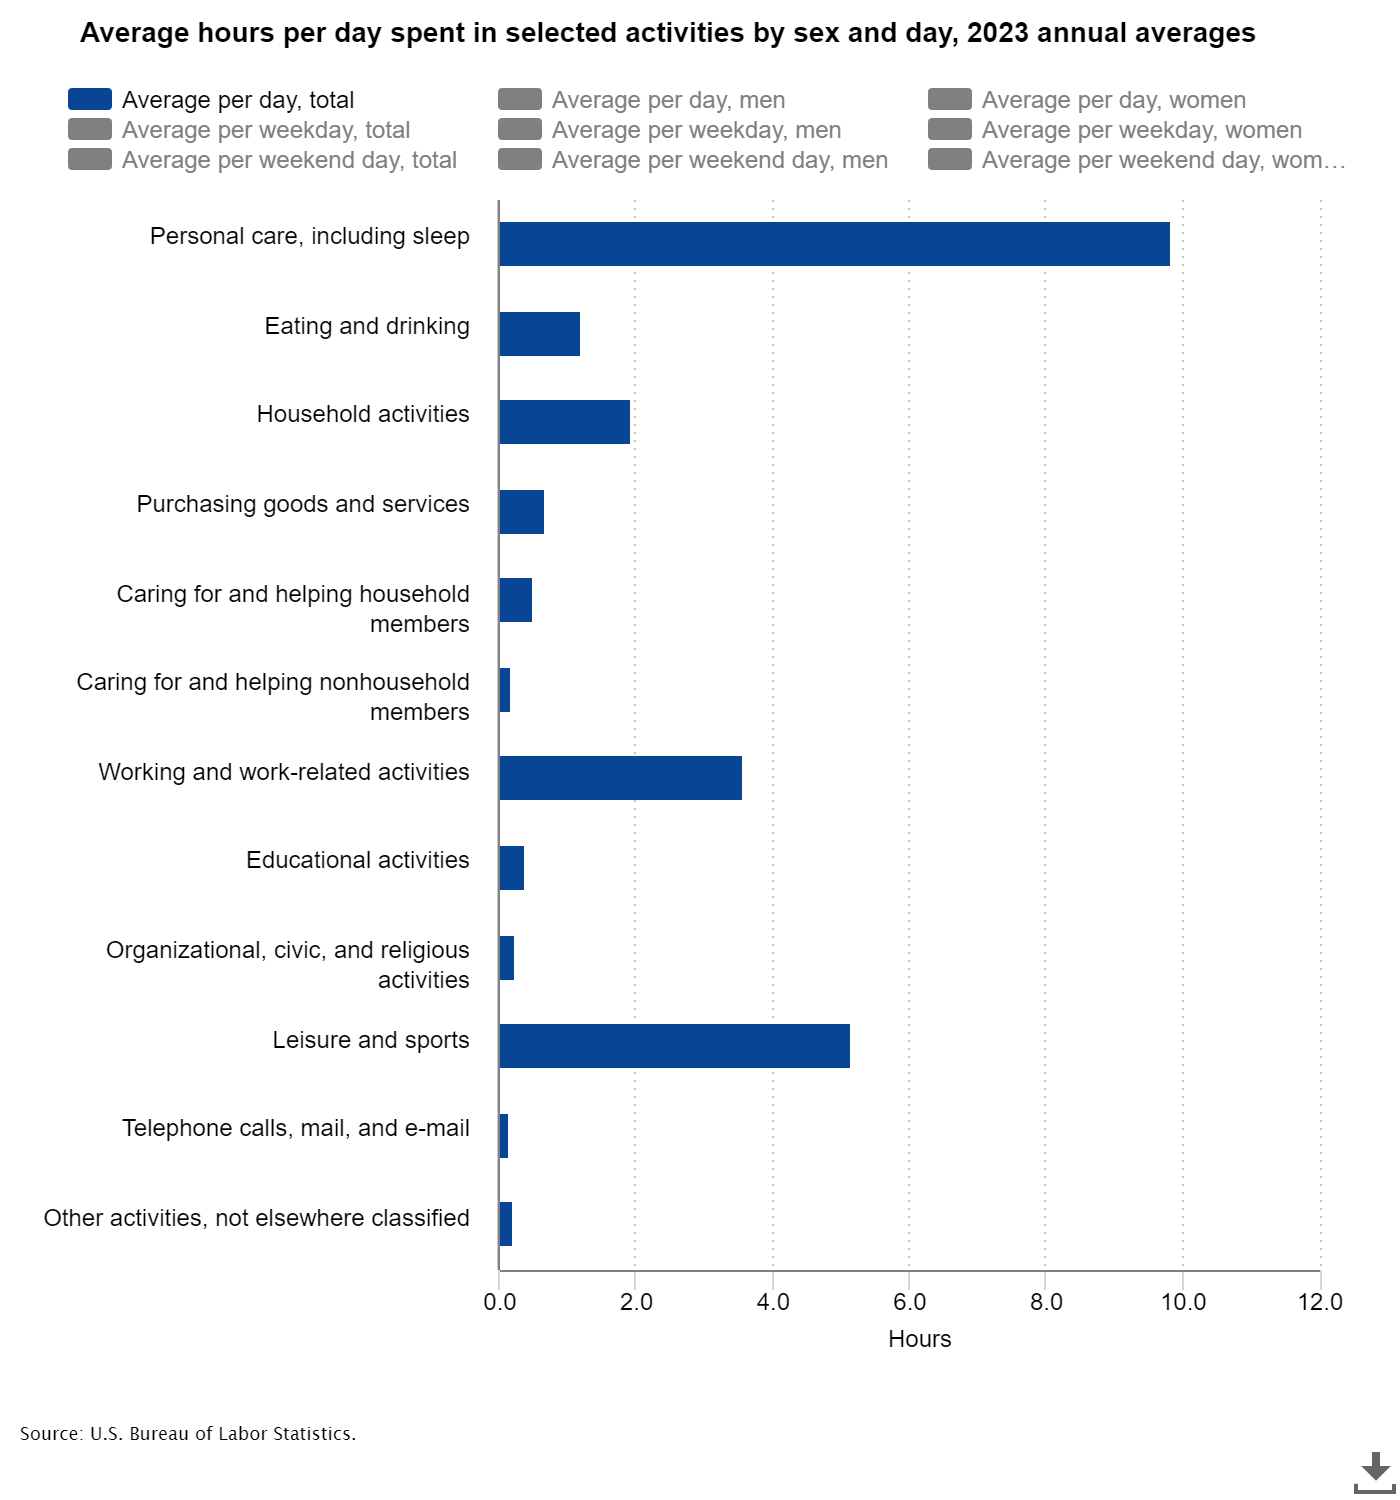 Average hours per day spent in selected activities by sex and day, 2023 annual averages
Average per day, total
Average per day, men
Average per day, women
Average per weekday, total
Average per weekday, men
Average per weekday, women
Average per weekend day, total
Average per weekend day, men
Average per weekend day, wom…
Personal care, including sleep
Eating and drinking
Household activities
Purchasing goods and services
Caring for and helping household
members
Caring for and helping nonhousehold
members
Working and work-related activities
Educational activities
Organizational, civic, and religious
activities
Leisure and sports
Telephone calls, mail, and e-mail
Other activities, not elsewhere classified
0.0 2.0 4.0 6.0 8.0 10.0 12.0
Hours
Source: U.S. Bureau of Labor Statistics.